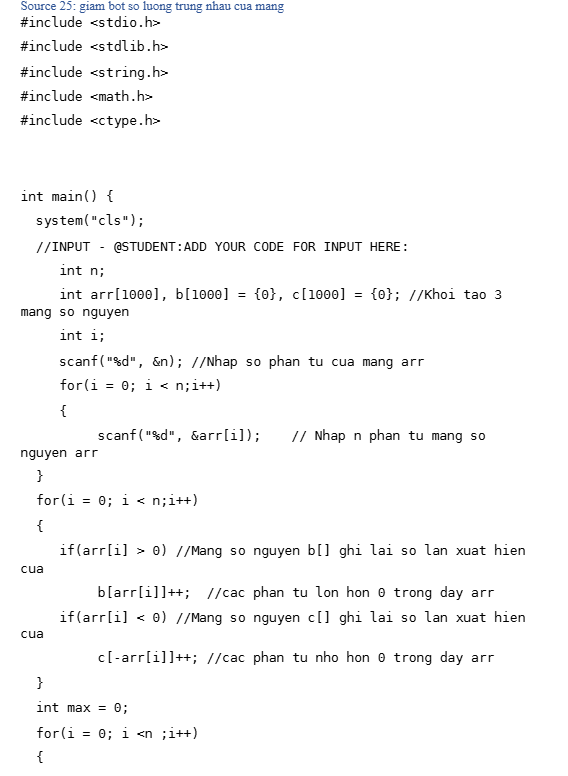 Source 25: giam bot so luong trung nhau cua mang
#include <stdio.h>
#include <stdlib.h>
#include <string.h>
#include <math.h>
#include <ctype.h>
int main() {
system("cls");
//INPUT - @STUDENT:ADD YOUR CODE FOR INPUT HERE:
int n;
int arr[1000], b[1000] = {0}, c[1000] = {0}; //Khoi tao 3
mang so nguyen
int i;
scanf("%d", &n); //Nhap so phan tu cua mang arr
for(i = 0; i < n;i++)
{
scanf("%d", &arr[i]);    // Nhap n phan tu mang so
nguyen arr
}
for(i = 0; i < n;i++)
{
if(arr[i] > 0) //Mang so nguyen b[] ghi lai so lan xuat hien
cua
b[arr[i]]++;  //cac phan tu lon hon 0 trong day arr
if(arr[i] < 0) //Mang so nguyen c[] ghi lai so lan xuat hien
cua
c[-arr[i]]++; //cac phan tu nho hon 0 trong day arr
}
int max = 0;
for(i = 0; i <n ;i++)
{